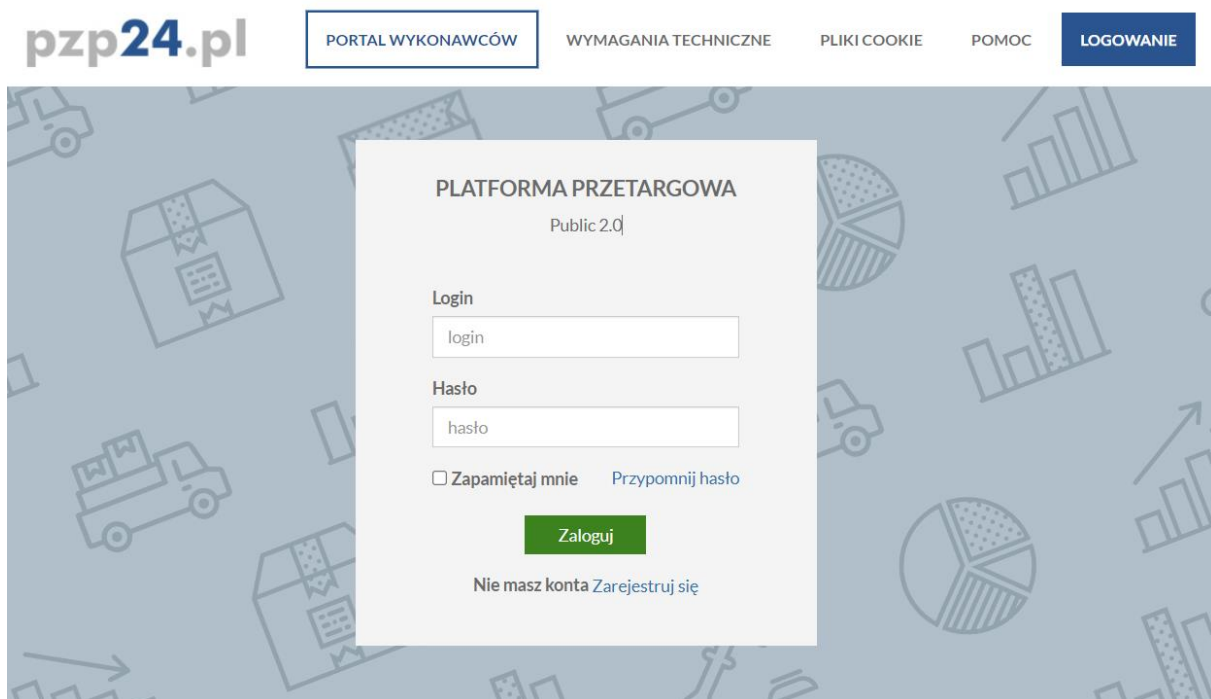 pzp24.pl
PORTAL WYKONAWCÓW
WYMAGANIA TECHNICZNE
PLIKI COOKIE
POMOC
LOGOWANIE
PLATFORMA PRZETARGOWA
Public 2.0
Login
login
Hasło
hasło
Zapamiętaj mnie
Przypomnij hasło
Zaloguj
Nie masz konta Zarejestruj się